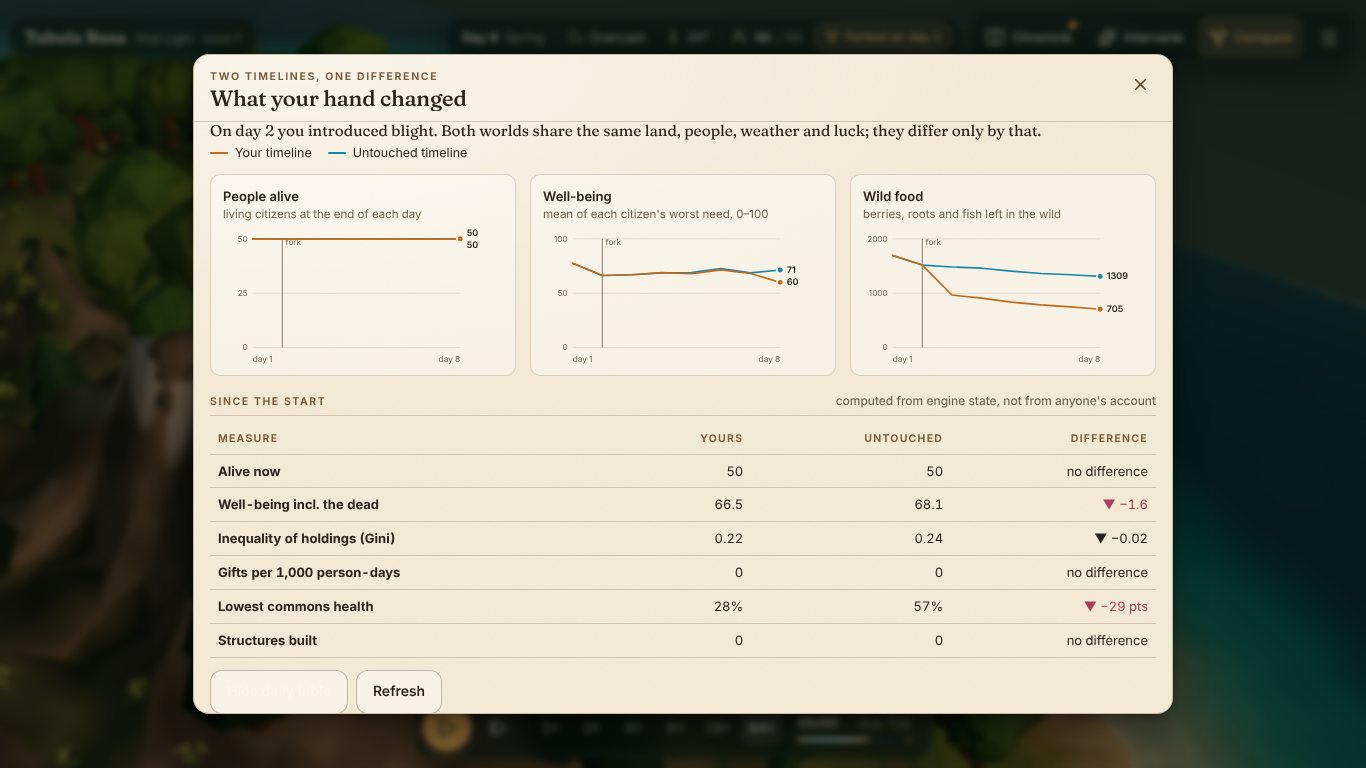 TWO TIMELINES, ONE DIFFERENCE
What your hand changed
On day 2 you introduced blight. Both worlds share the same land, people, weather and luck; they differ only by that.
Your timeline Untouched timeline
People alive
living citizens at the end of each day
50
25
0
fork
50
50
day 1 day 8
Well-being
mean of each citizen's worst need, 0–100
100
50
0
fork
71
60
day 1 day 8
Wild food
berries, roots and fish left in the wild
2000
1000
0
fork
1309
705
day 1 day 8
SINCE THE START computed from engine state, not from anyone's account
MEASURE YOURS UNTOUCHED DIFFERENCE
Alive now 50 50 no difference
Well-being incl. the dead 66.5 68.1 ▼ −1.6
Inequality of holdings (Gini) 0.22 0.24 ▼ −0.02
Gifts per 1,000 person-days 0 0 no difference
Lowest commons health 28% 57% ▼ −29 pts
Structures built 0 0 no difference
Hide daily table Refresh